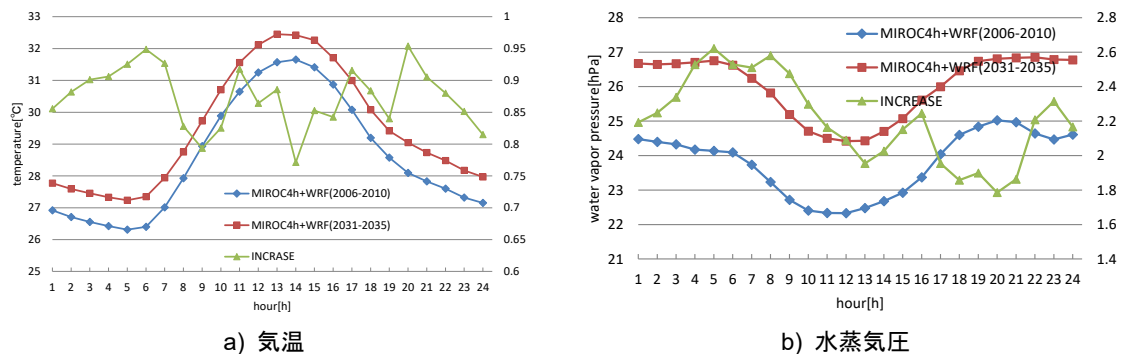 33
32
31
30
29
28
27
26
25
temperature[℃]
1
0.95
0.9
0.85
0.8
0.75
0.7
0.65
0.6
MIROC4h+WRF(2006-2010)
MIROC4h+WRF(2031-2035)
INCRASE
1 2 3 4 5 6 7 8 9 10 11 12 13 14 15 16 17 18 19 20 21 22 23 24
hour[h]
a) 気温
27
26
25
24
23
22
21
28
water vapor pressure[hPa]
2.8
2.6
2.4
2.2
2
1.8
1.6
1.4
MIROC4h+WRF(2006-2010)
MIROC4h+WRF(2031-2035)
INCREASE
1 2 3 4 5 6 7 8 9 10 11 12 13 14 15 16 17 18 19 20 21 22 23 24
hour[h]
b) 水蒸気圧